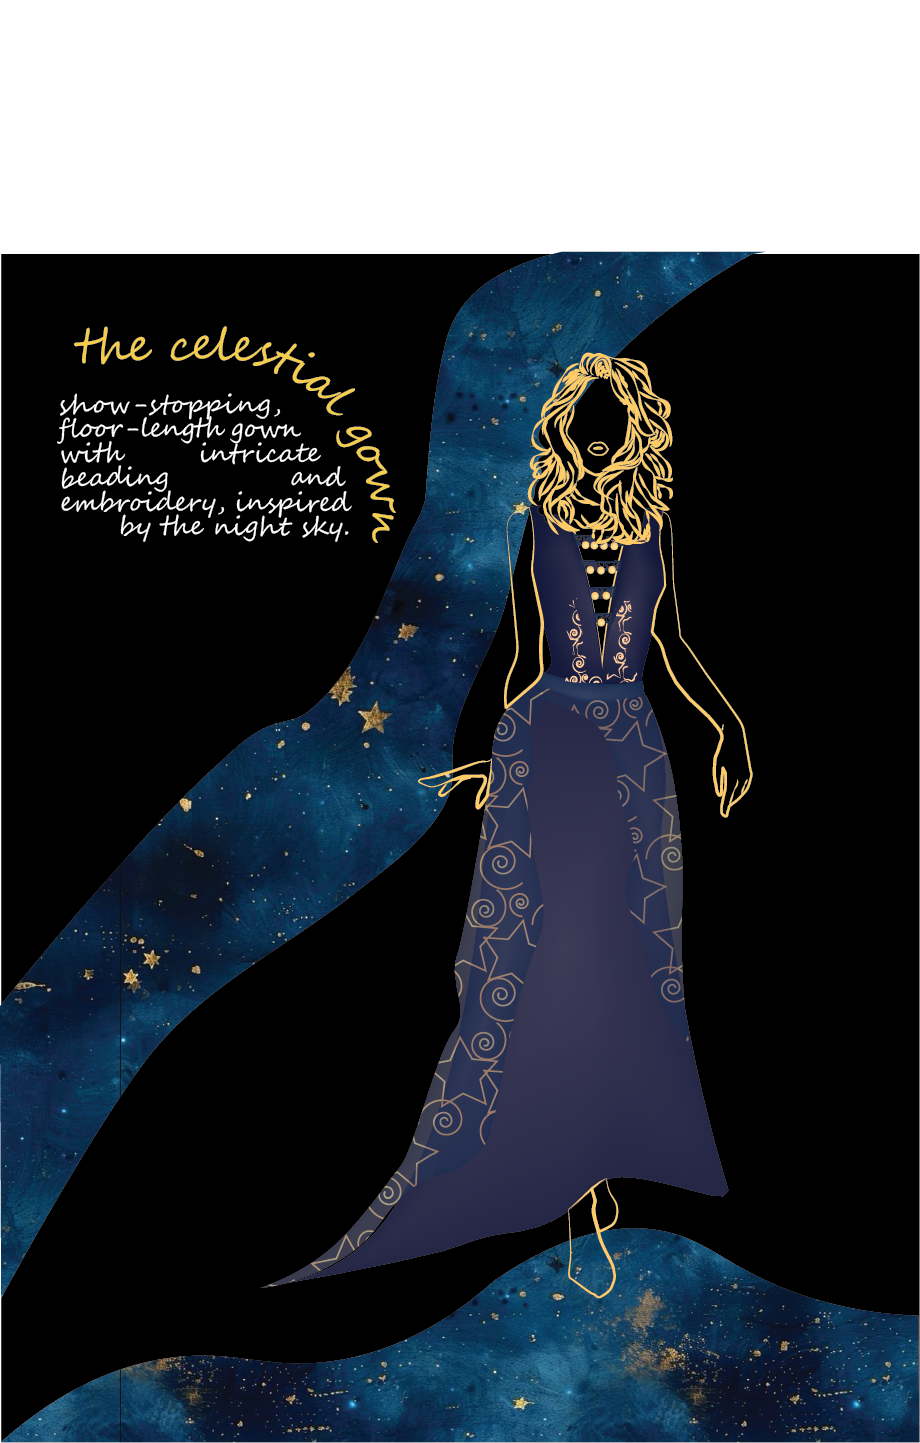 the celestial gown
show-stopping,
floor-length gown
with intricate
beading and
embroidery, inspired
by the night sky.